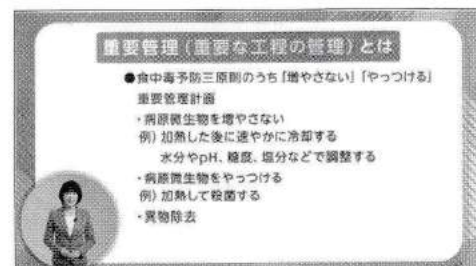 重要管理(重要な工程の管理)とは
●食中毒予防三原則のうち「増やさない」「やっつける」
重要管理計画
・病原微生物を増やさない
例)加熱した後に速やかに冷却する
水分やpH、糖度、塩分などで調整する
・病原微生物をやっつける
例)加熱して殺菌する
・異物除去